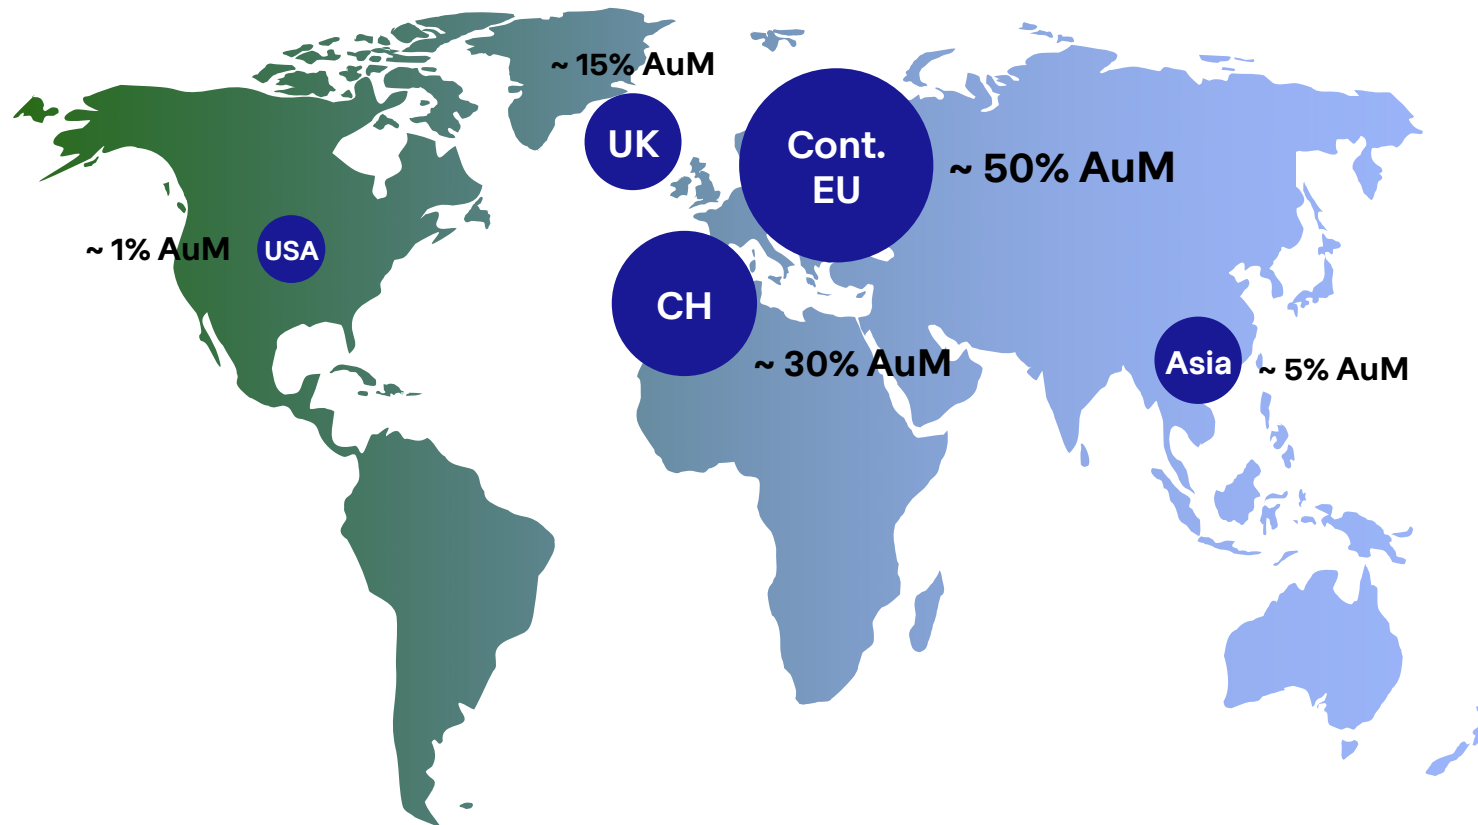 ~ 15% AuM
UK
Cont.
EU
~ 50% AuM
~ 1% AuM
USA
CH
~ 30% AuM
Asia
~ 5% AuM